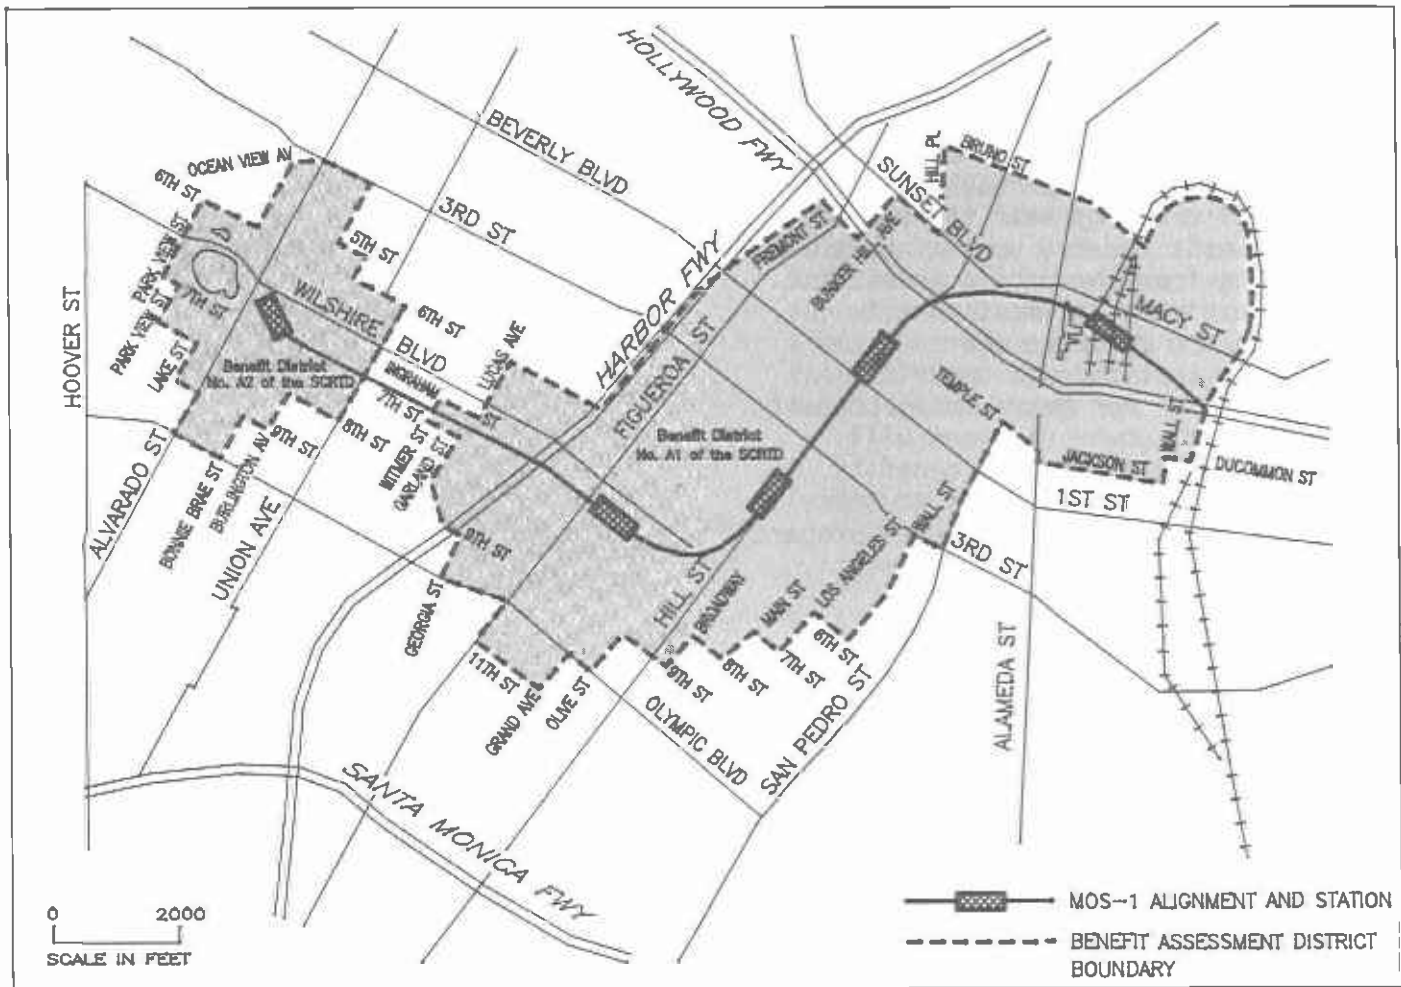 HOLLYWOOD FWY
BEVERLY BLVD
OCEAN VIEW AV
6TH ST
3RD ST
5TH ST
PARK VIEW ST
7TH ST
WILSHIRE BLVD
6TH ST
PARK VIEW ST
LAKE ST
HOOVER ST
Benefit District
No. A2 of the SCRTD
INGRAHAM ST
LUCAS AVE
HARBOR FWY
FIGUEROA ST
FREMONT ST
BUNKER HILL AVE
SUNSET BLVD
HILL PL
BRUNO ST
MACY ST
TEMPLE ST
Benefit District
No. A1 of the SCRTD
7TH ST
WITMER ST
GARLAND
8TH ST
9TH ST
ALVARADO ST
BONNIE BRAE ST
BURLINGTON AV
UNION AVE
9TH ST
GEORGIA ST
11TH ST
GRAND AVE
OLIVE ST
HILL ST
BROADWAY
9TH ST
8TH ST
MAIN ST
7TH ST
LOS ANGELES ST
6TH ST
WALL ST
3RD ST
1ST ST
JACKSON ST
WALL ST
DUCOMMON ST
OLYMPIC BLVD
SAN PEDRO ST
ALAMEDA ST
SANTA MONICA FWY
0 2000
SCALE IN FEET
MOS-1 ALIGNMENT AND STATION
BENEFIT ASSESSMENT DISTRICT
BOUNDARY